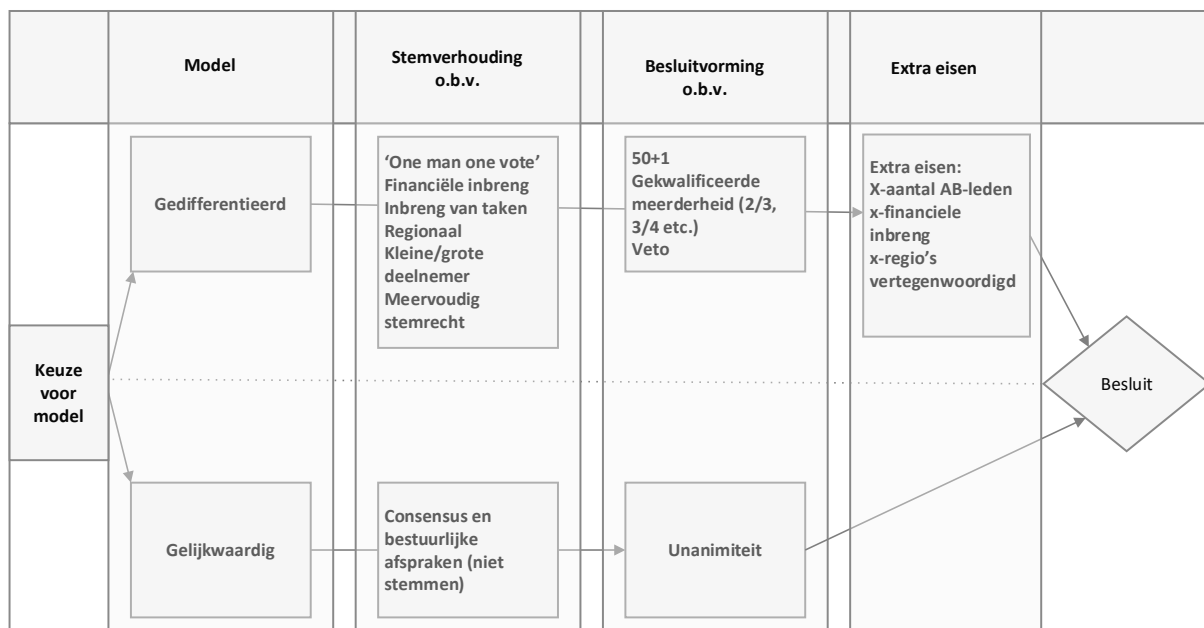 Model
Stemverhouding
o.b.v.
Besluitvorming
o.b.v.
Extra eisen
Keuze
voor
model
Gedifferentieerd
‘One man one vote’
Financiële inbreng
Inbreng van taken
Regionaal
Kleine/grote
deelnemer
Meervoudig
stemrecht
50+1
Gekwalificeerde
meerderheid (2/3,
3/4 etc.)
Veto
Extra eisen:
X-aantal AB-leden
x-financiele
inbreng
x-regio’s
vertegenwoordigd
Besluit
Gelijkwaardig
Consensus en
bestuurlijke
afspraken (niet
stemmen)
Unanimiteit